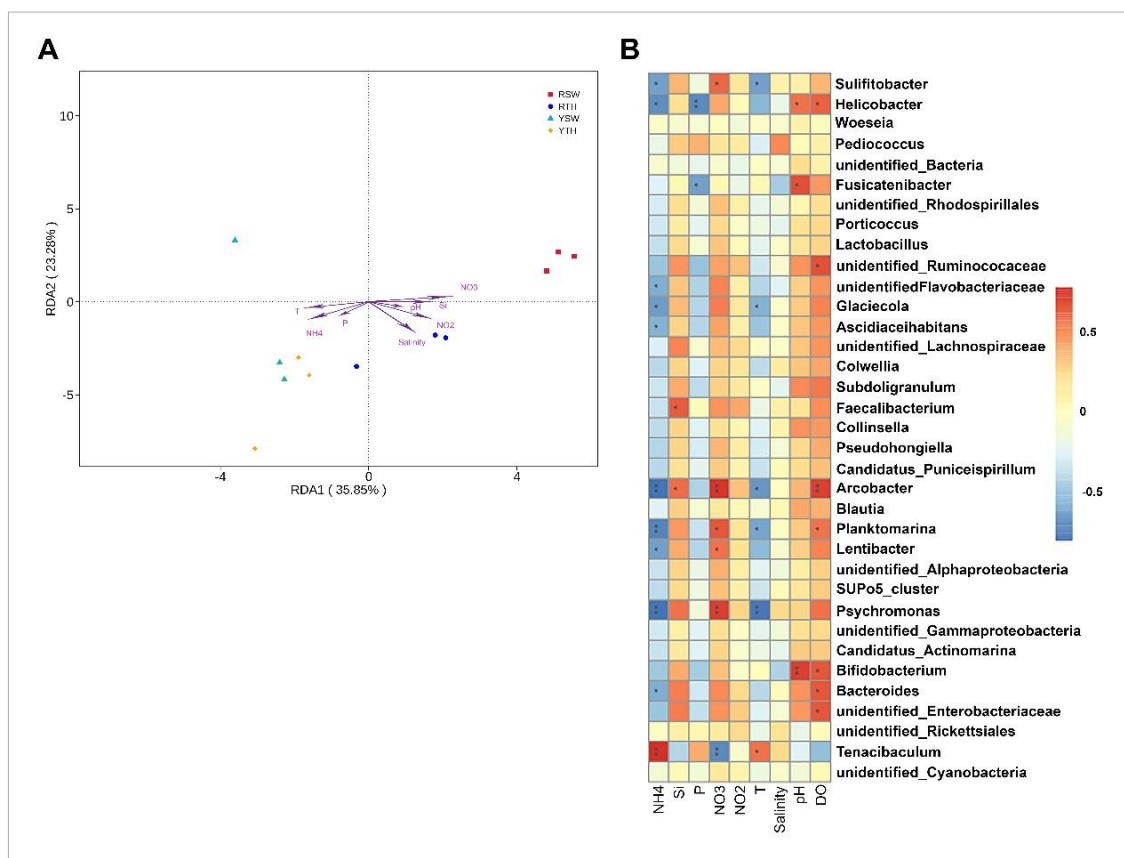 A
B
10
5
0
-5
-4
0
4
RDA2 ( 23.28% )
RDA1 ( 35.85% )
RSW
RTH
YSW
YTH
NO3
Si
pH
NO2
Salinity
P
T
NH4
Sulifitobacter
Helicobacter
Woeseia
Pediococcus
unidentified_Bacteria
Fusicatenibacter
unidentified_Rhodospirillales
Porticoccus
Lactobacillus
unidentified_Ruminococaceae
unidentifiedFlavobacteriaceae
Glaciecola
Ascidiaceihabitans
unidentified_Lachnospiraceae
Colwellia
Subdoligranulum
Faecalibacterium
Collinsella
Pseudohongiella
Candidatus_Puniceispirillum
Arcobacter
Blautia
Planktomarina
Lentibacter
unidentified_Alphaproteobacteria
SUPo5_cluster
Psychromonas
unidentified_Gammaproteobacteria
Candidatus_Actinomarina
Bifidobacterium
Bacteroides
unidentified_Enterobacteriaceae
unidentified_Rickettsiales
Tenacibaculum
unidentified_Cyanobacteria
NH4
Si
P
NO3
NO2
T
Salinity
pH
DO
0.5
0
-0.5